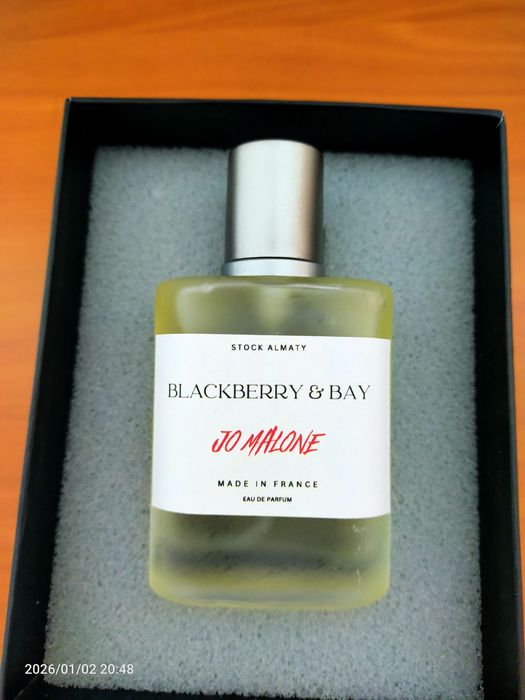 STOCK ALMATY
BLACKBERRY & BAY
JO MALONE
MADE IN FRANCE
EAU DE PARFUM
2026/01/02 20:48